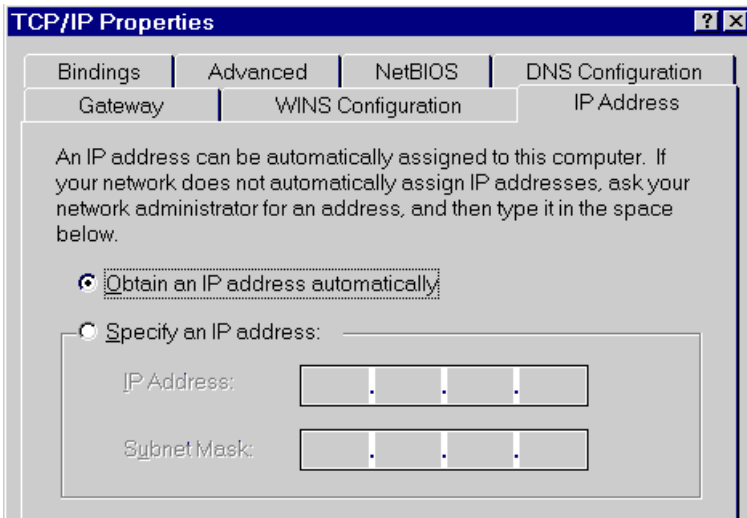 TCP/IP Properties
Bindings Advanced NetBIOS DNS Configuration
Gateway WINS Configuration IP Address
An IP address can be automatically assigned to this computer. If
your network does not automatically assign IP addresses, ask your
network administrator for an address, and then type it in the space
below.
Obtain an IP address automatically
Specify an IP address:
IP Address:
Subnet Mask: